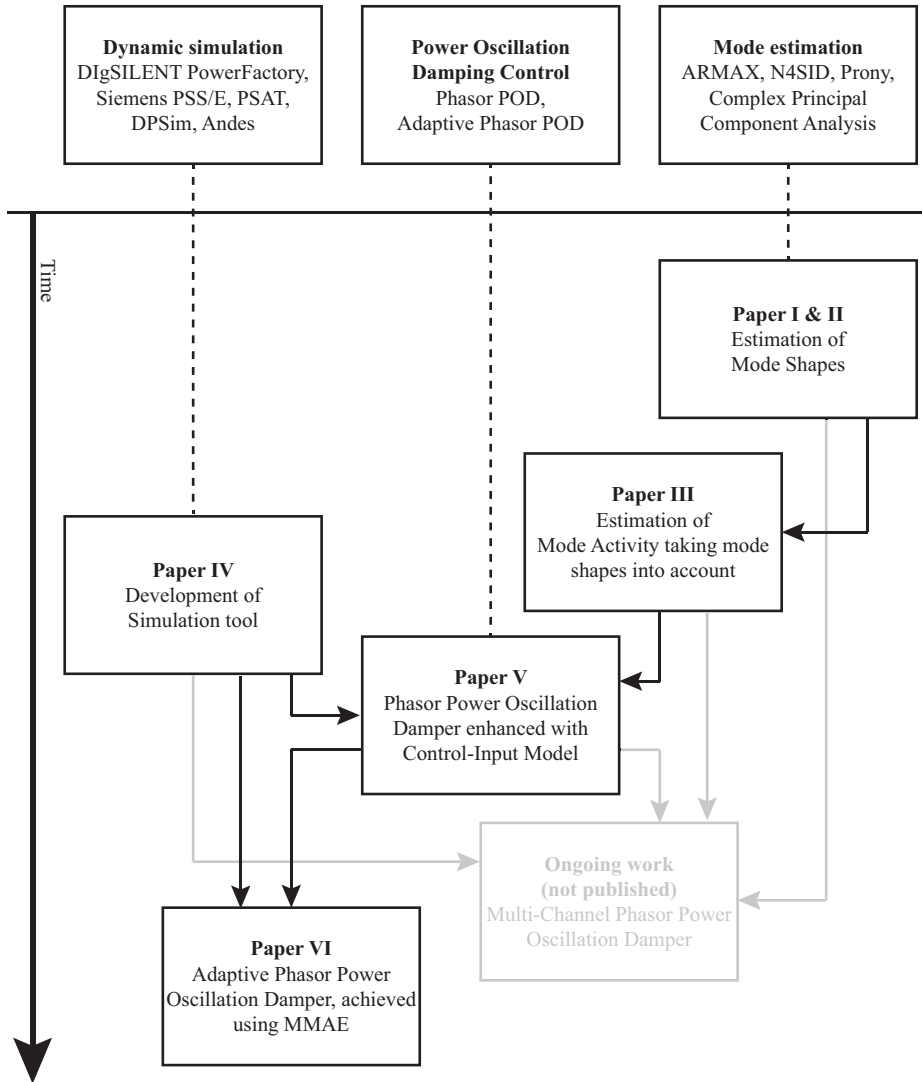 Dynamic simulation
DIgSILENT PowerFactory,
Siemens PSS/E, PSAT,
DPSim, Andes
Power Oscillation
Damping Control
Phasor POD,
Adaptive Phasor POD
Mode estimation
ARMAX, N4SID, Prony,
Complex Principal
Component Analysis
Time
Paper I & II
Estimation of
Mode Shapes
Paper III
Estimation of
Mode Activity taking mode
shapes into account
Paper IV
Development of
Simulation tool
Paper V
Phasor Power Oscillation
Damper enhanced with
Control-Input Model
Ongoing work
(not published)
Multi-Channel Phasor Power
Oscillation Damper
Paper VI
Adaptive Phasor Power
Oscillation Damper, achieved
using MMAE